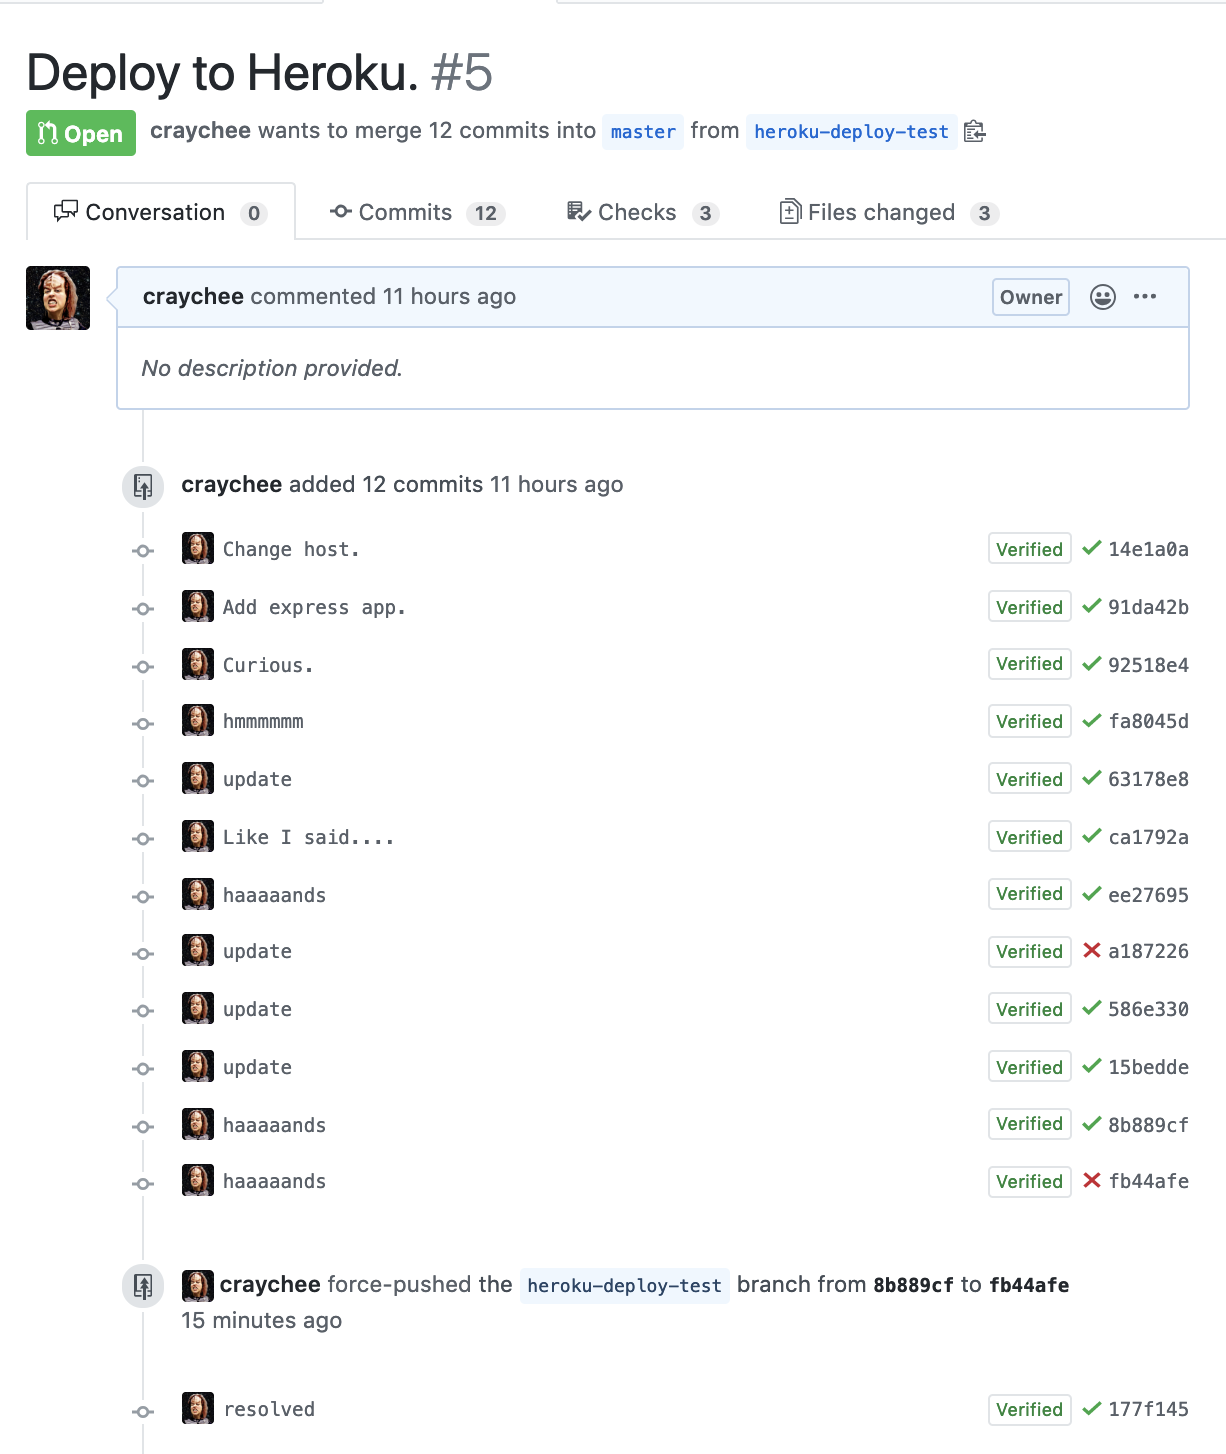 Deploy to Heroku. #5
Open craychee wants to merge 12 commits into master from heroku-deploy-test
Conversation 0 Commits 12 Checks 3 Files changed 3
craychee commented 11 hours ago Owner
No description provided.
craychee added 12 commits 11 hours ago
Change host. Verified 14e1a0a
Add express app. Verified 91da42b
Curious. Verified 92518e4
hmmmmmm Verified fa8045d
update Verified 63178e8
Like I said.... Verified ca1792a
haaaaands Verified ee27695
update Verified a187226
update Verified 586e330
update Verified 15bedde
haaaaands Verified 8b889cf
haaaaands Verified fb44afe
craychee force-pushed the heroku-deploy-test branch from 8b889cf to fb44afe
15 minutes ago
resolved Verified 177f145